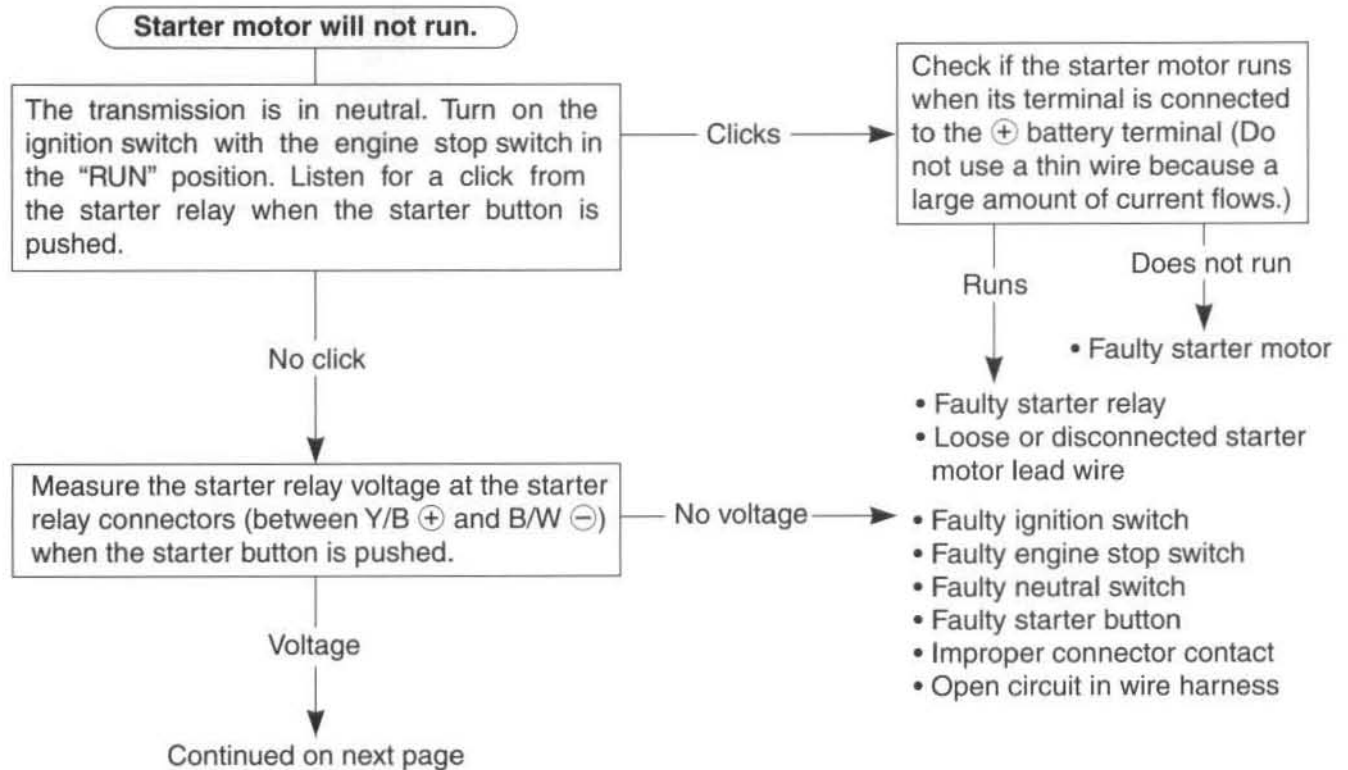 Starter motor will not run.
The transmission is in neutral. Turn on the
ignition switch with the engine stop switch in
the “RUN” position. Listen for a click from
the starter relay when the starter button is
pushed.
Clicks
Check if the starter motor runs
when its terminal is connected
to the ⊕ battery terminal (Do
not use a thin wire because a
large amount of current flows.)
Runs
Does not run
• Faulty starter motor
• Faulty starter relay
• Loose or disconnected starter
motor lead wire
No click
Measure the starter relay voltage at the starter
relay connectors (between Y/B ⊕ and B/W ⊖)
when the starter button is pushed.
No voltage
• Faulty ignition switch
• Faulty engine stop switch
• Faulty neutral switch
• Faulty starter button
• Improper connector contact
• Open circuit in wire harness
Voltage
Continued on next page